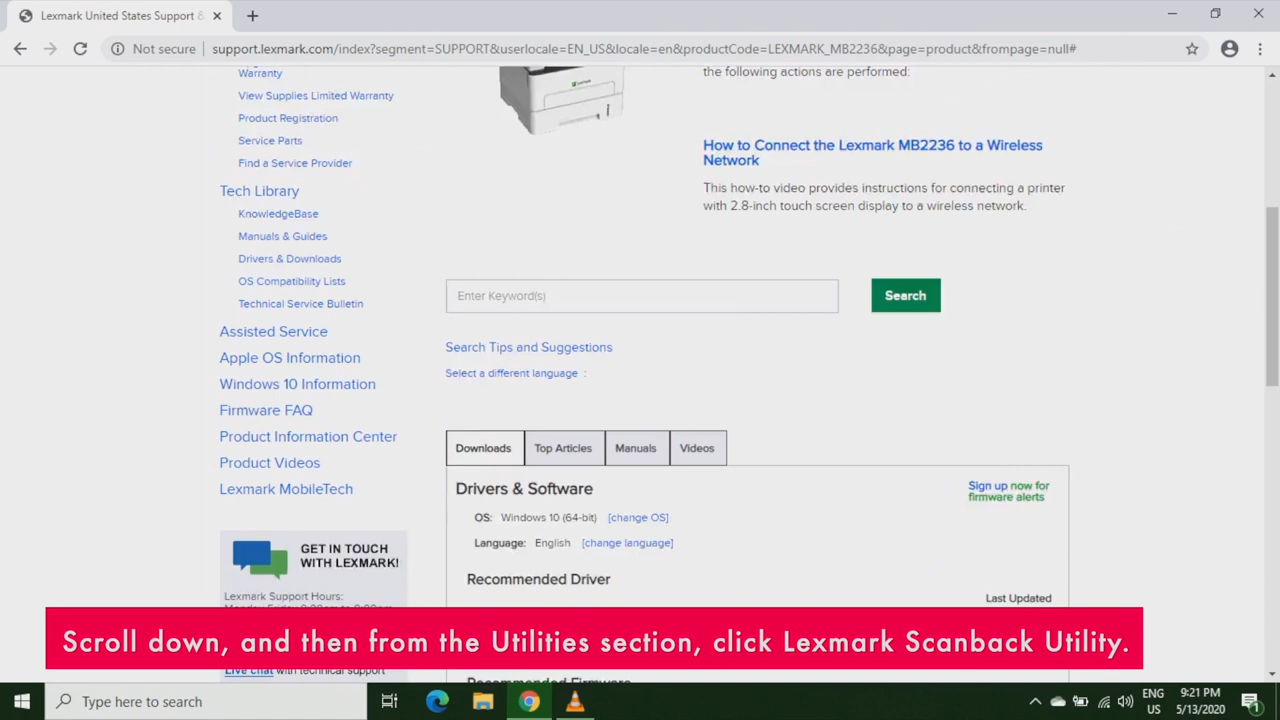 Lexmark United States Support &
Not secure
support.lexmark.com/index?segment=SUPPORT&userlocale=EN_US&locale=en&productCode=LEXMARK_MB2236&page=product&frompage=null#
Warranty
View Supplies Limited Warranty
Product Registration
Service Parts
Find a Service Provider
Tech Library
KnowledgeBase
Manuals & Guides
Drivers & Downloads
OS Compatibility Lists
Technical Service Bulletin
Assisted Service
Apple OS Information
Windows 10 Information
Firmware FAQ
Product Information Center
Product Videos
Lexmark MobileTech
GET IN TOUCH
WITH LEXMARK!
Lexmark Support Hours:
Live chat with technical support
the following actions are performed:
How to Connect the Lexmark MB2236 to a Wireless
Network
This how-to video provides instructions for connecting a printer
with 2.8-inch touch screen display to a wireless network.
Enter Keyword(s)
Search
Search Tips and Suggestions
Select a different language :
Downloads
Top Articles
Manuals
Videos
Drivers & Software
Sign up now for
firmware alerts
OS: Windows 10 (64-bit) [change OS]
Language: English [change language]
Recommended Driver
Last Updated
Recommended Firmware
Scroll down, and then from the Utilities section, click Lexmark Scanback Utility.
Type here to search
ENG
US
9:21 PM
5/13/2020
1